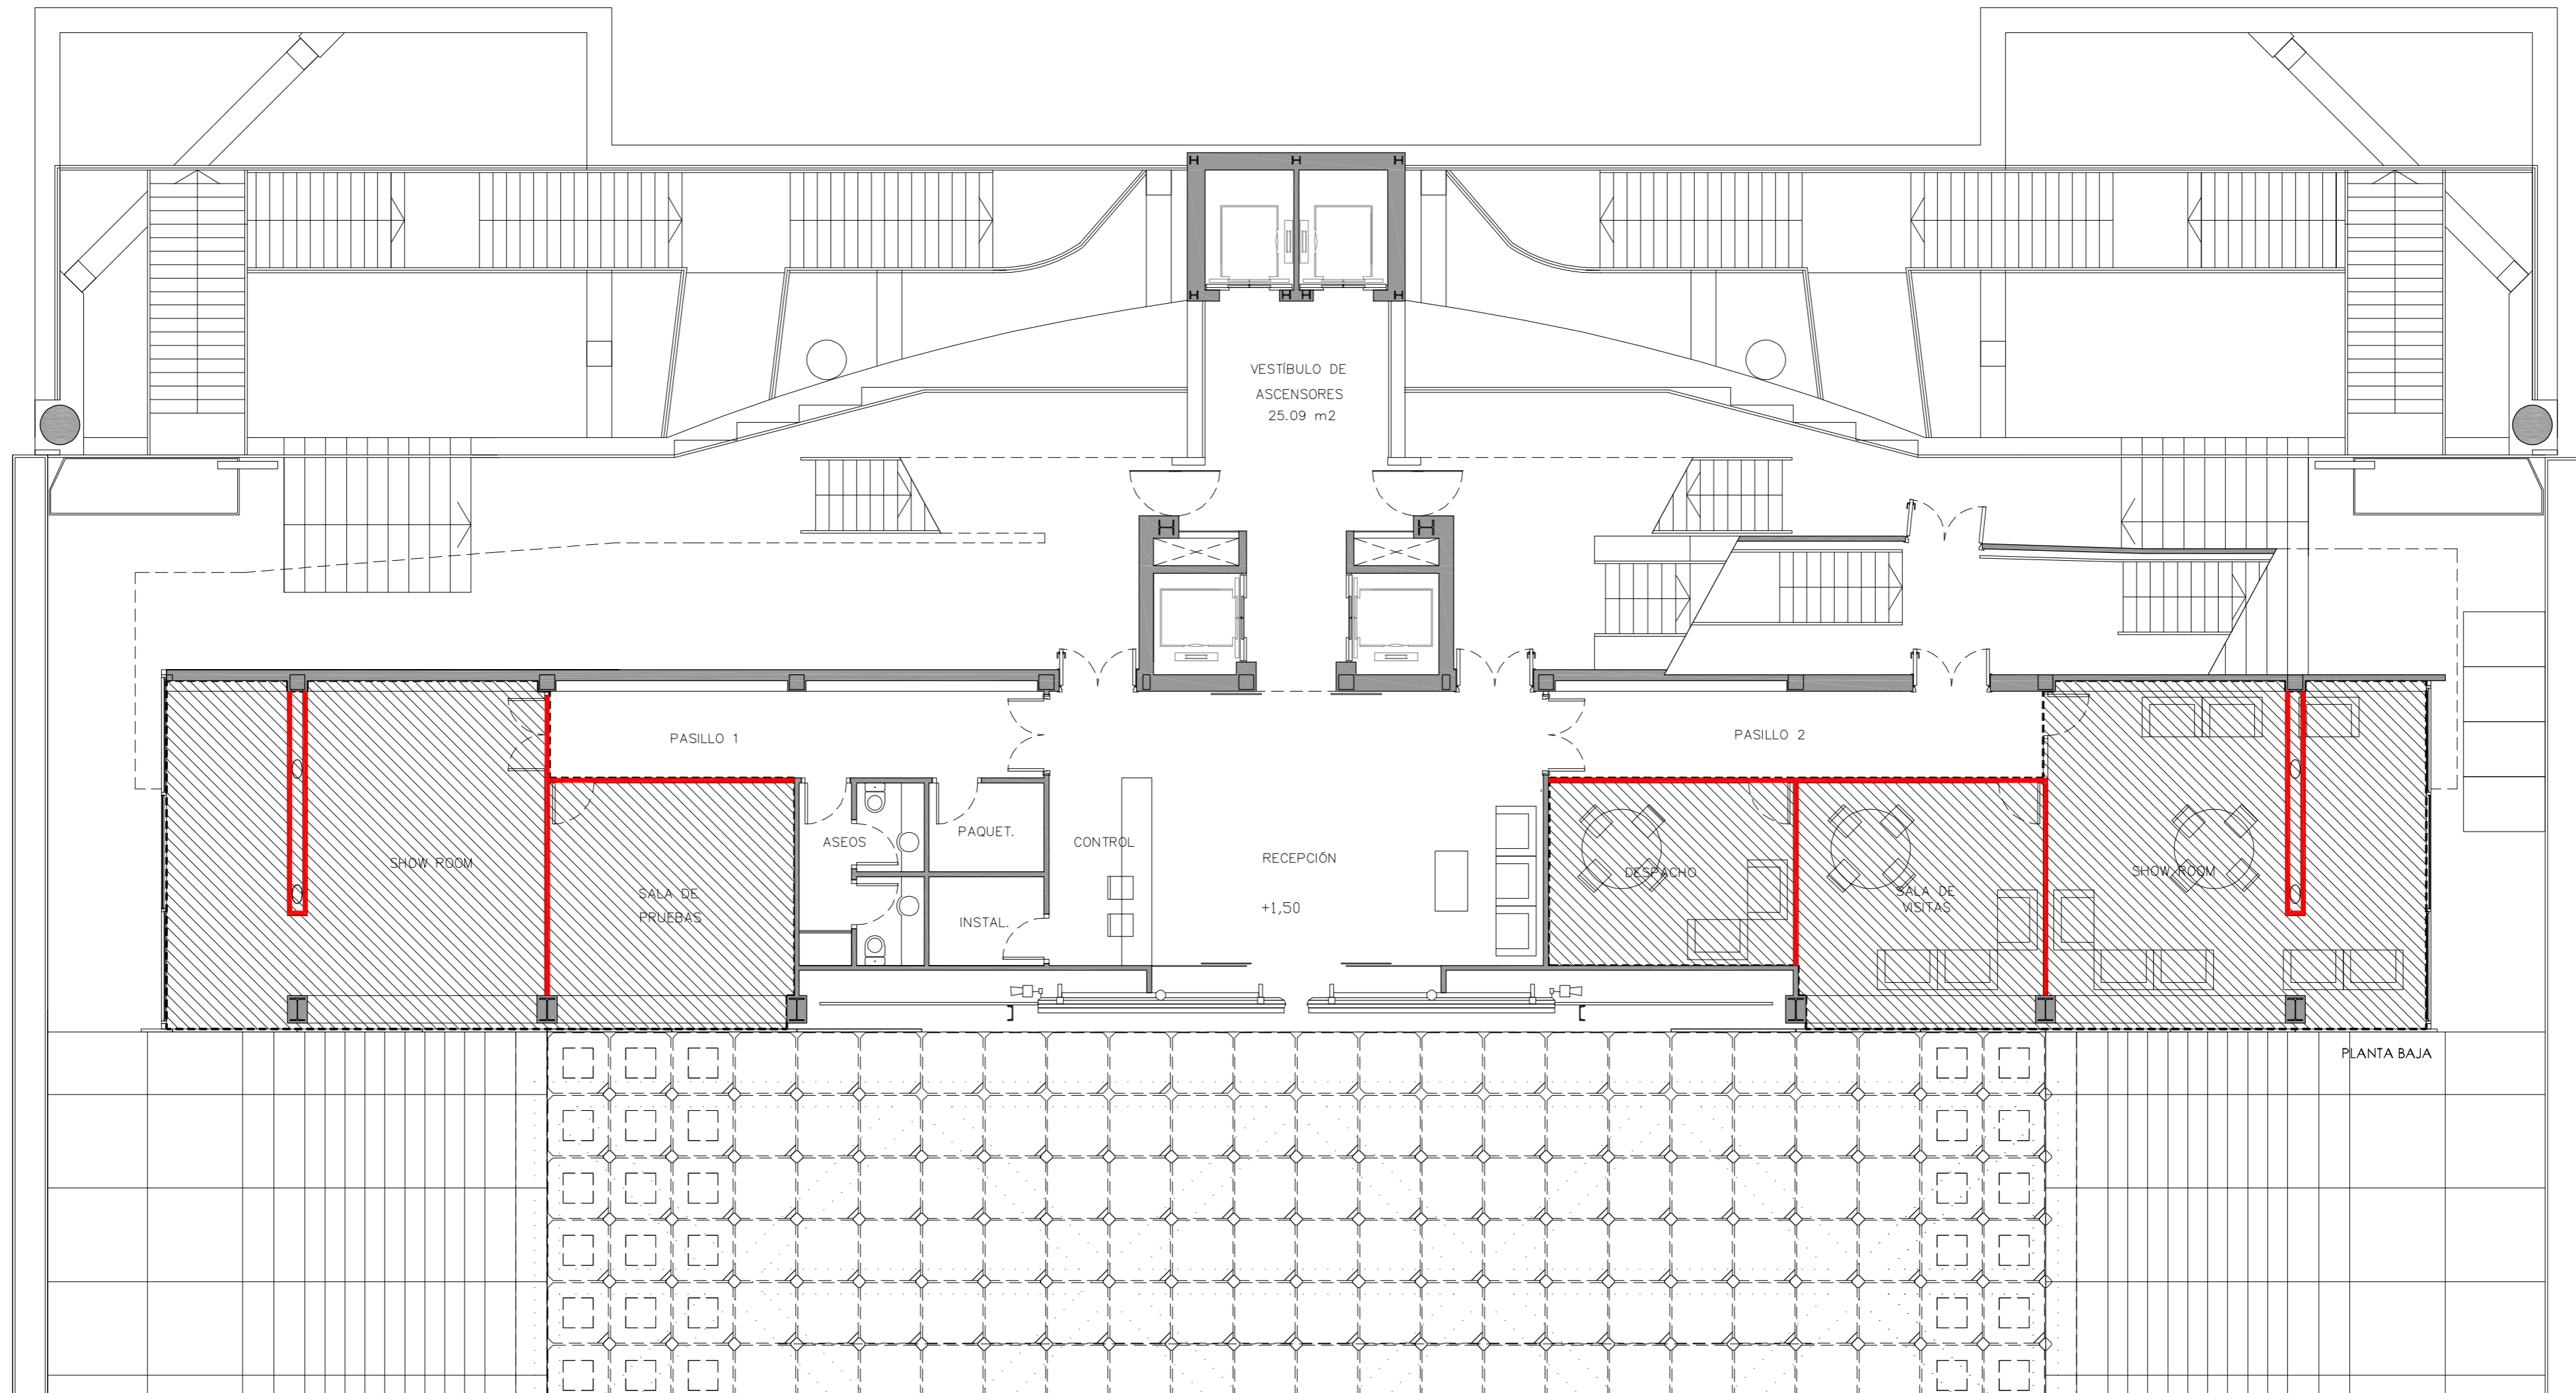 VESTÍBULO DE
ASCENSORES
25.09 m2
PASILLO 1
PASILLO 2
SHOW ROOM
SALA DE
PRUEBAS
ASEOS
PAQUET.
INSTAL.
CONTROL
RECEPCIÓN
+1,50
DESPACHO
SALA DE
VISITAS
SHOW ROOM
PLANTA BAJA